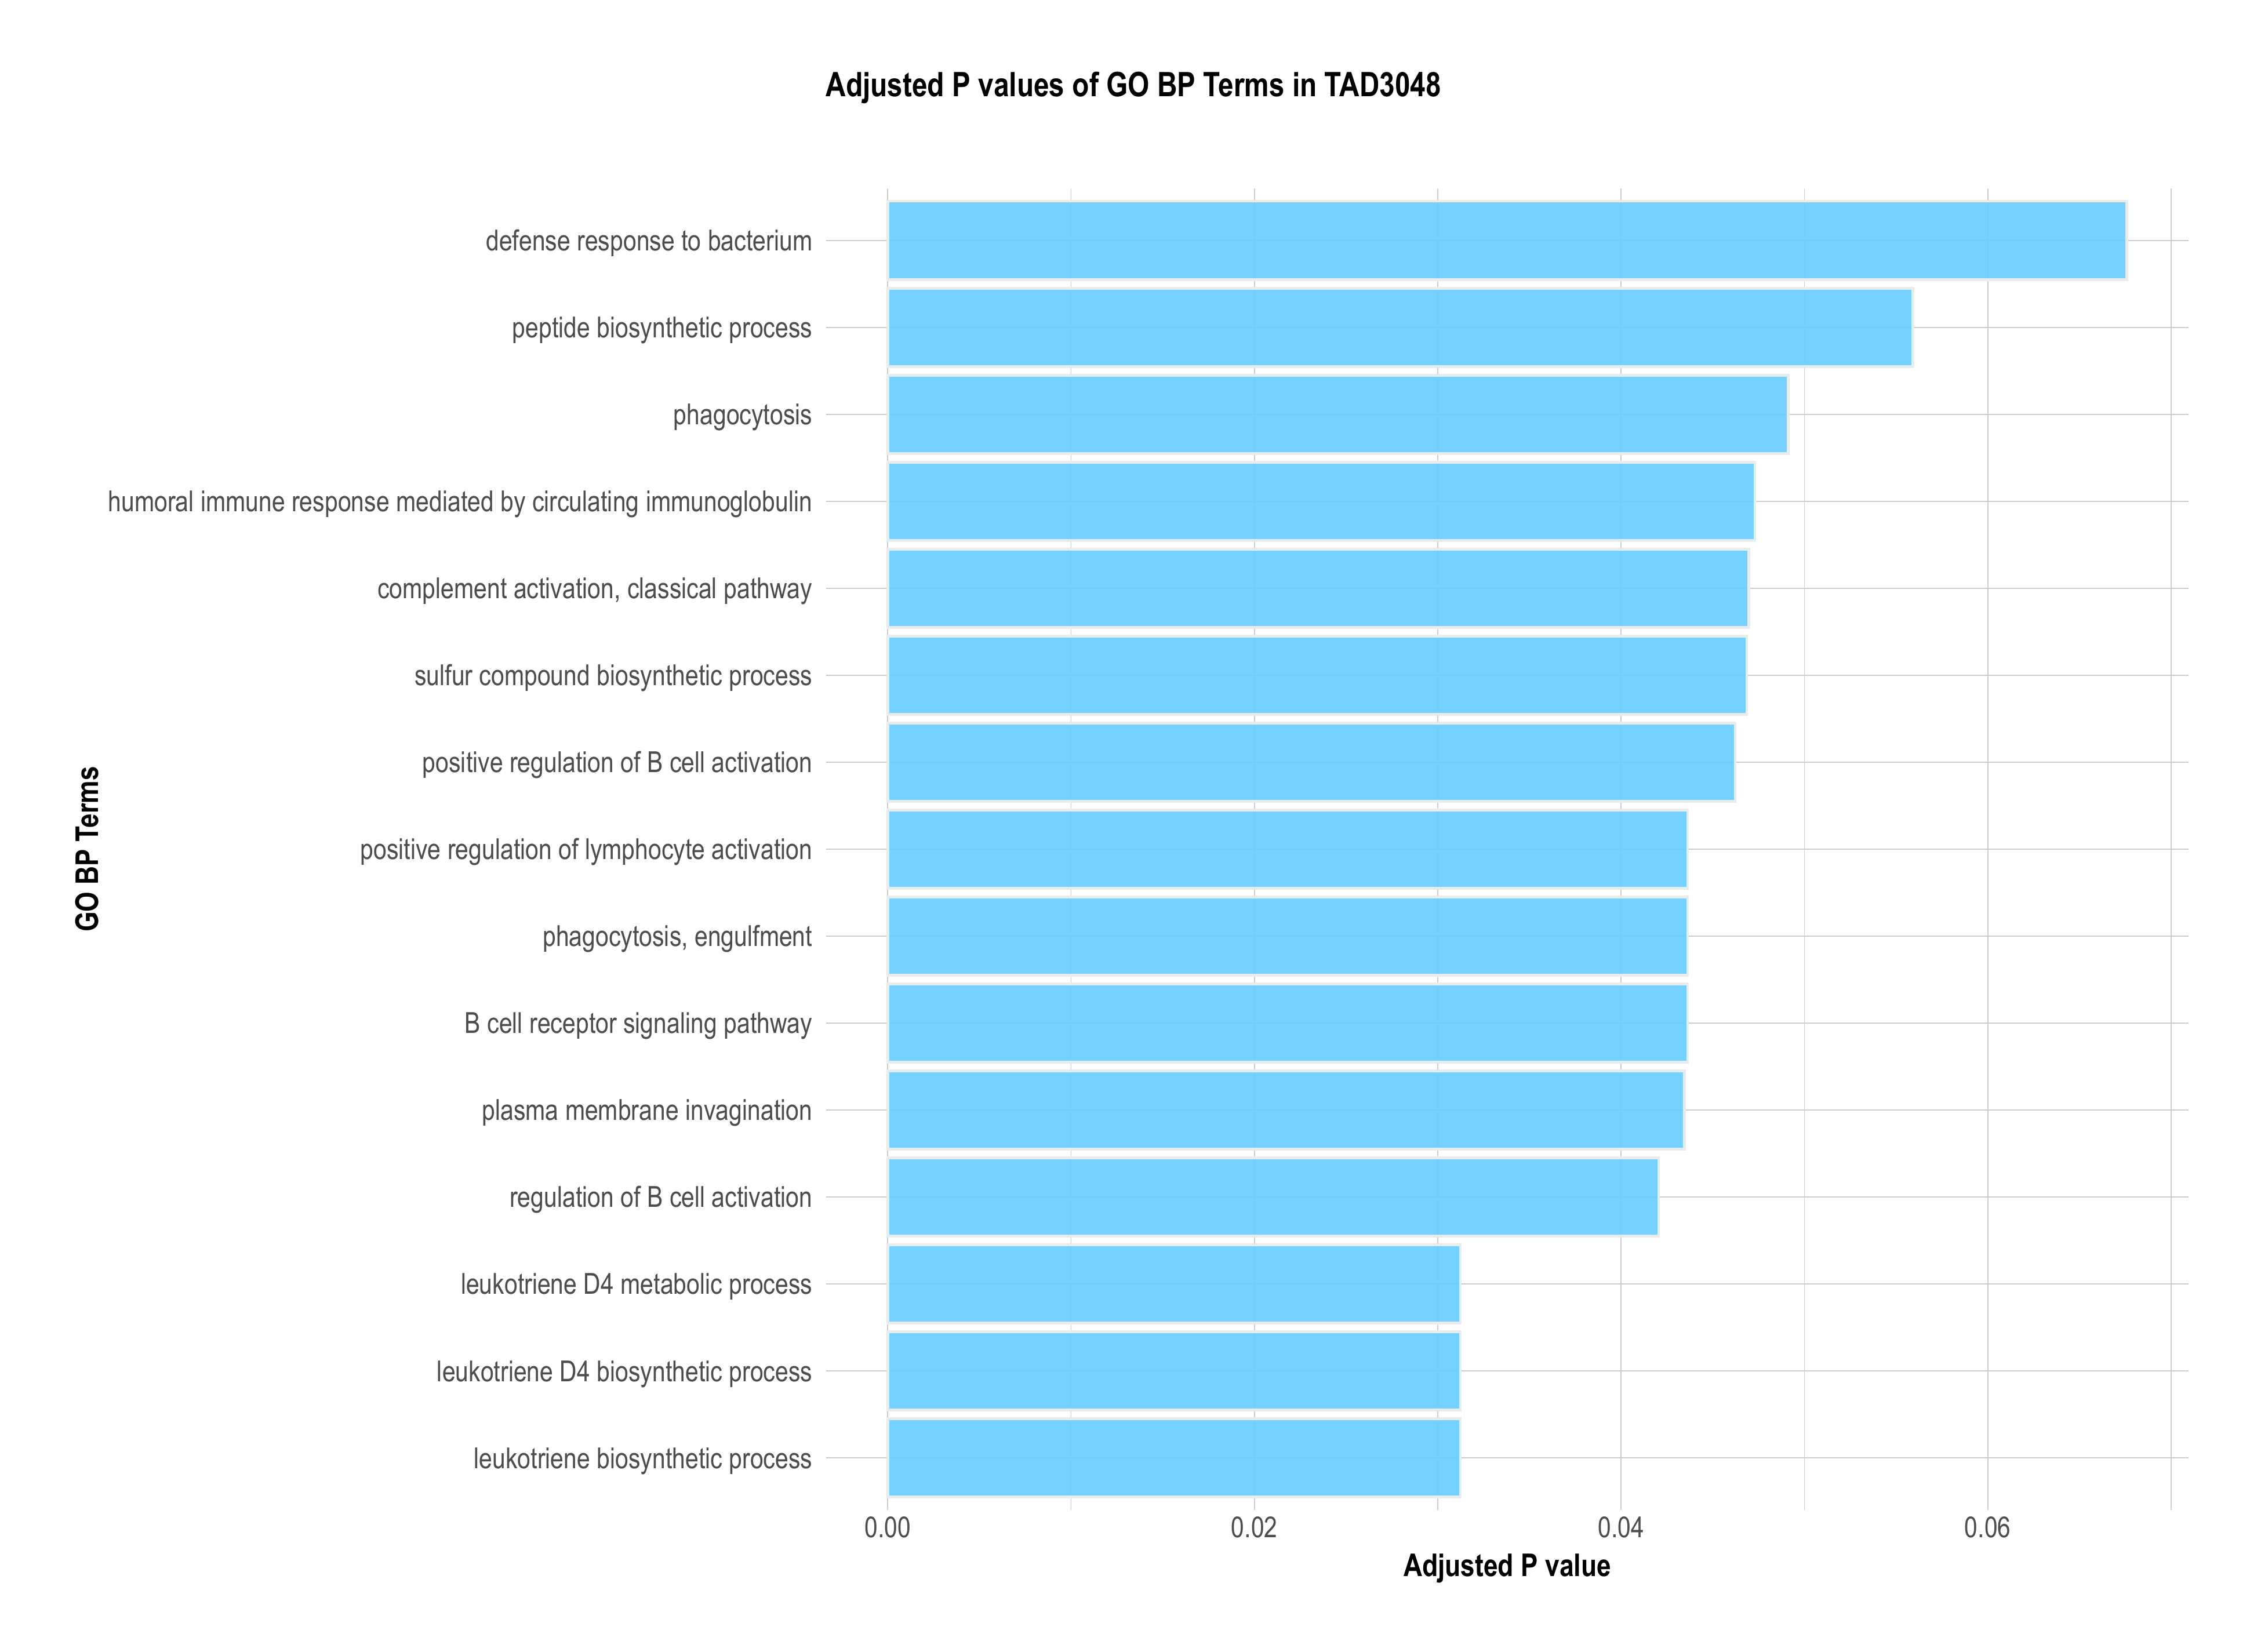 Adjusted P values of GO BP Terms in TAD3048
defense response to bacterium
peptide biosynthetic process
phagocytosis
humoral immune response mediated by circulating immunoglobulin
complement activation, classical pathway
sulfur compound biosynthetic process
positive regulation of B cell activation
positive regulation of lymphocyte activation
phagocytosis, engulfment
B cell receptor signaling pathway
plasma membrane invagination
regulation of B cell activation
leukotriene D4 metabolic process
leukotriene D4 biosynthetic process
leukotriene biosynthetic process
GO BP Terms
0.00 0.02 0.04 0.06
Adjusted P value